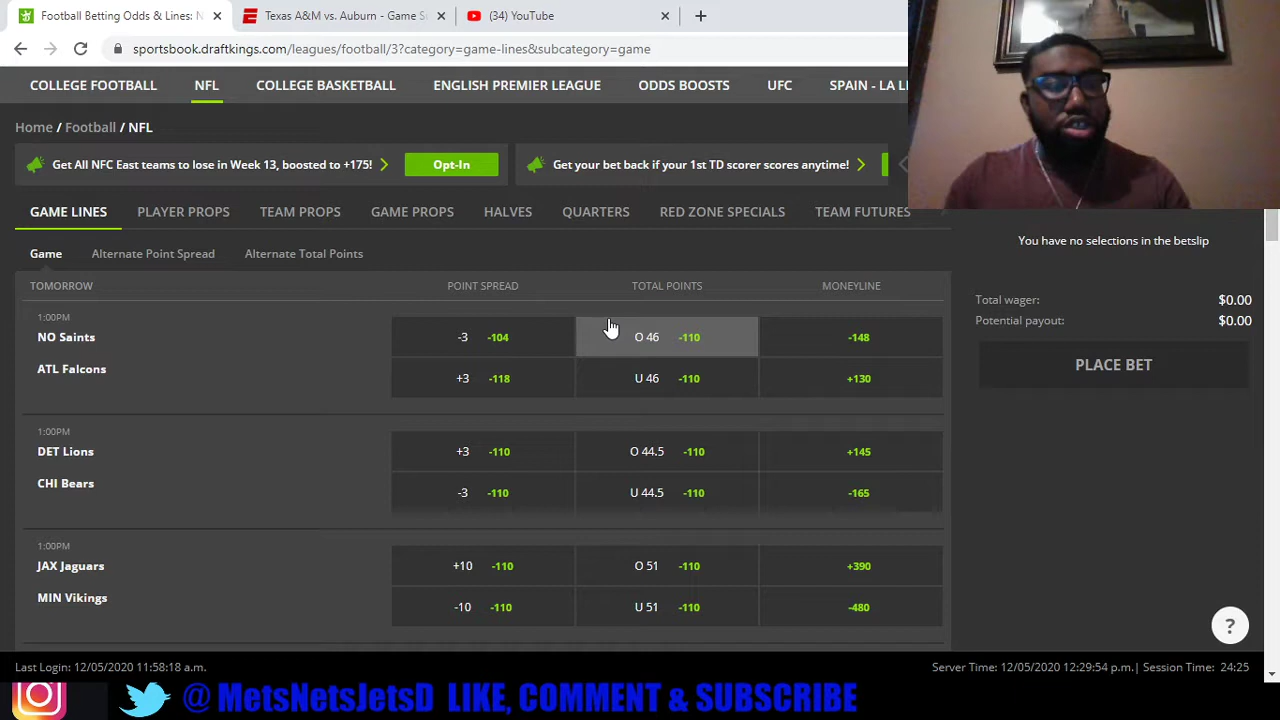 Football Betting Odds & Lines: N
Texas A&M vs. Auburn - Game S
(34) YouTube
sportsbook.draftkings.com/leagues/football/3?category=game-lines&subcategory=game
COLLEGE FOOTBALL NFL COLLEGE BASKETBALL ENGLISH PREMIER LEAGUE ODDS BOOSTS UFC SPAIN - LA L
Home / Football / NFL
Get All NFC East teams to lose in Week 13, boosted to +175! Opt-In Get your bet back if your 1st TD scorer scores anytime!
GAME LINES PLAYER PROPS TEAM PROPS GAME PROPS HALVES QUARTERS RED ZONE SPECIALS TEAM FUTURES
Game Alternate Point Spread Alternate Total Points
TOMORROW POINT SPREAD TOTAL POINTS MONEYLINE
1:00PM
NO Saints -3 -104 O 46 -110 -148
ATL Falcons +3 -118 U 46 -110 +130
1:00PM
DET Lions +3 -110 O 44.5 -110 +145
CHI Bears -3 -110 U 44.5 -110 -165
1:00PM
JAX Jaguars +10 -110 O 51 -110 +390
MIN Vikings -10 -110 U 51 -110 -480
You have no selections in the betslip
Total wager: $0.00
Potential payout: $0.00
PLACE BET
?
Last Login: 12/05/2020 11:58:18 a.m. Server Time: 12/05/2020 12:29:54 p.m. | Session Time: 24:25
@ MetsNetsJetsD LIKE, COMMENT & SUBSCRIBE